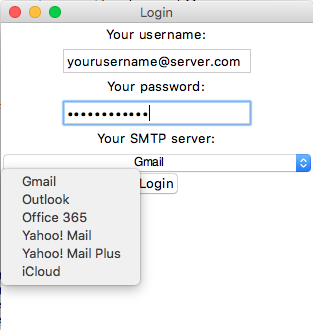 Login
Your username:
yourusername@server.com
Your password:
••••••••••••
Your SMTP server:
Gmail
Login
Gmail
Outlook
Office 365
Yahoo! Mail
Yahoo! Mail Plus
iCloud